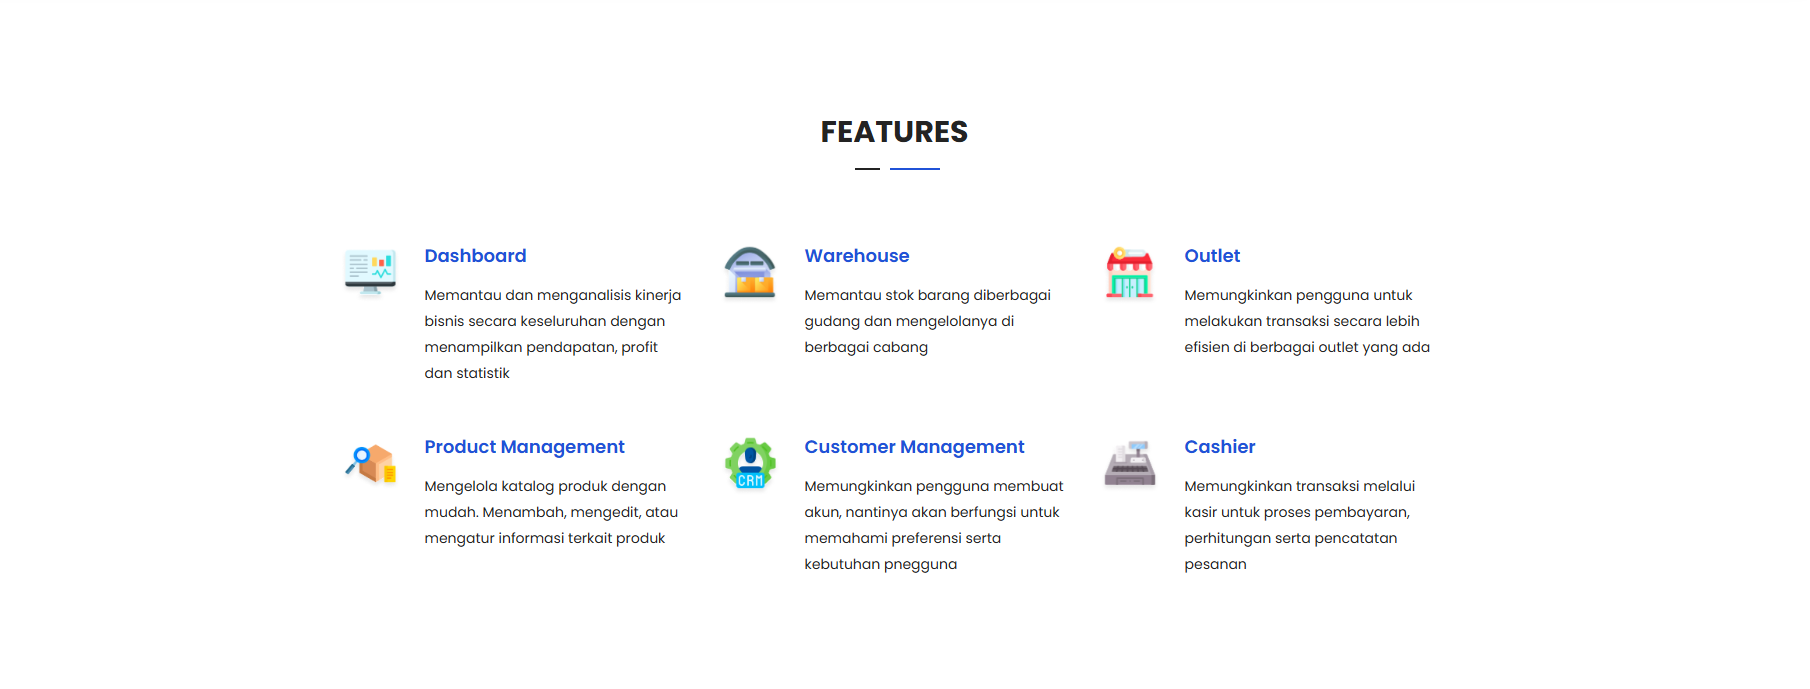 FEATURES
Dashboard
Memantau dan menganalisis kinerja
bisnis secara keseluruhan dengan
menampilkan pendapatan, profit
dan statistik
Warehouse
Memantau stok barang diberbagai
gudang dan mengelolanya di
berbagai cabang
Outlet
Memungkinkan pengguna untuk
melakukan transaksi secara lebih
efisien di berbagai outlet yang ada
Product Management
Mengelola katalog produk dengan
mudah. Menambah, mengedit, atau
mengatur informasi terkait produk
CRM
Customer Management
Memungkinkan pengguna membuat
akun, nantinya akan berfungsi untuk
memahami preferensi serta
kebutuhan pnegguna
Cashier
Memungkinkan transaksi melalui
kasir untuk proses pembayaran,
perhitungan serta pencatatan
pesanan